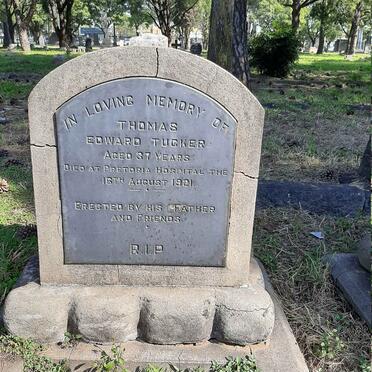 IN LOVING MEMORY OF
THOMAS
EDWARD TUCKER
AGED 37 YEARS
DIED AT PRETORIA HOSPITAL THE
16TH AUGUST 1901.
ERECTED BY HIS FATHER
AND FRIENDS.
R.I.P.